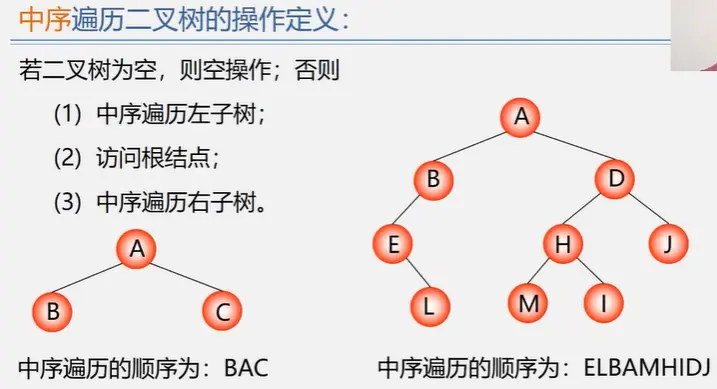 中序遍历二叉树的操作定义：
若二叉树为空，则空操作；否则
(1) 中序遍历左子树；
(2) 访问根结点；
(3) 中序遍历右子树。
A
B
C
中序遍历的顺序为：BAC
A
B
D
E
H
J
L
M
I
中序遍历的顺序为：ELBAMHIDJ